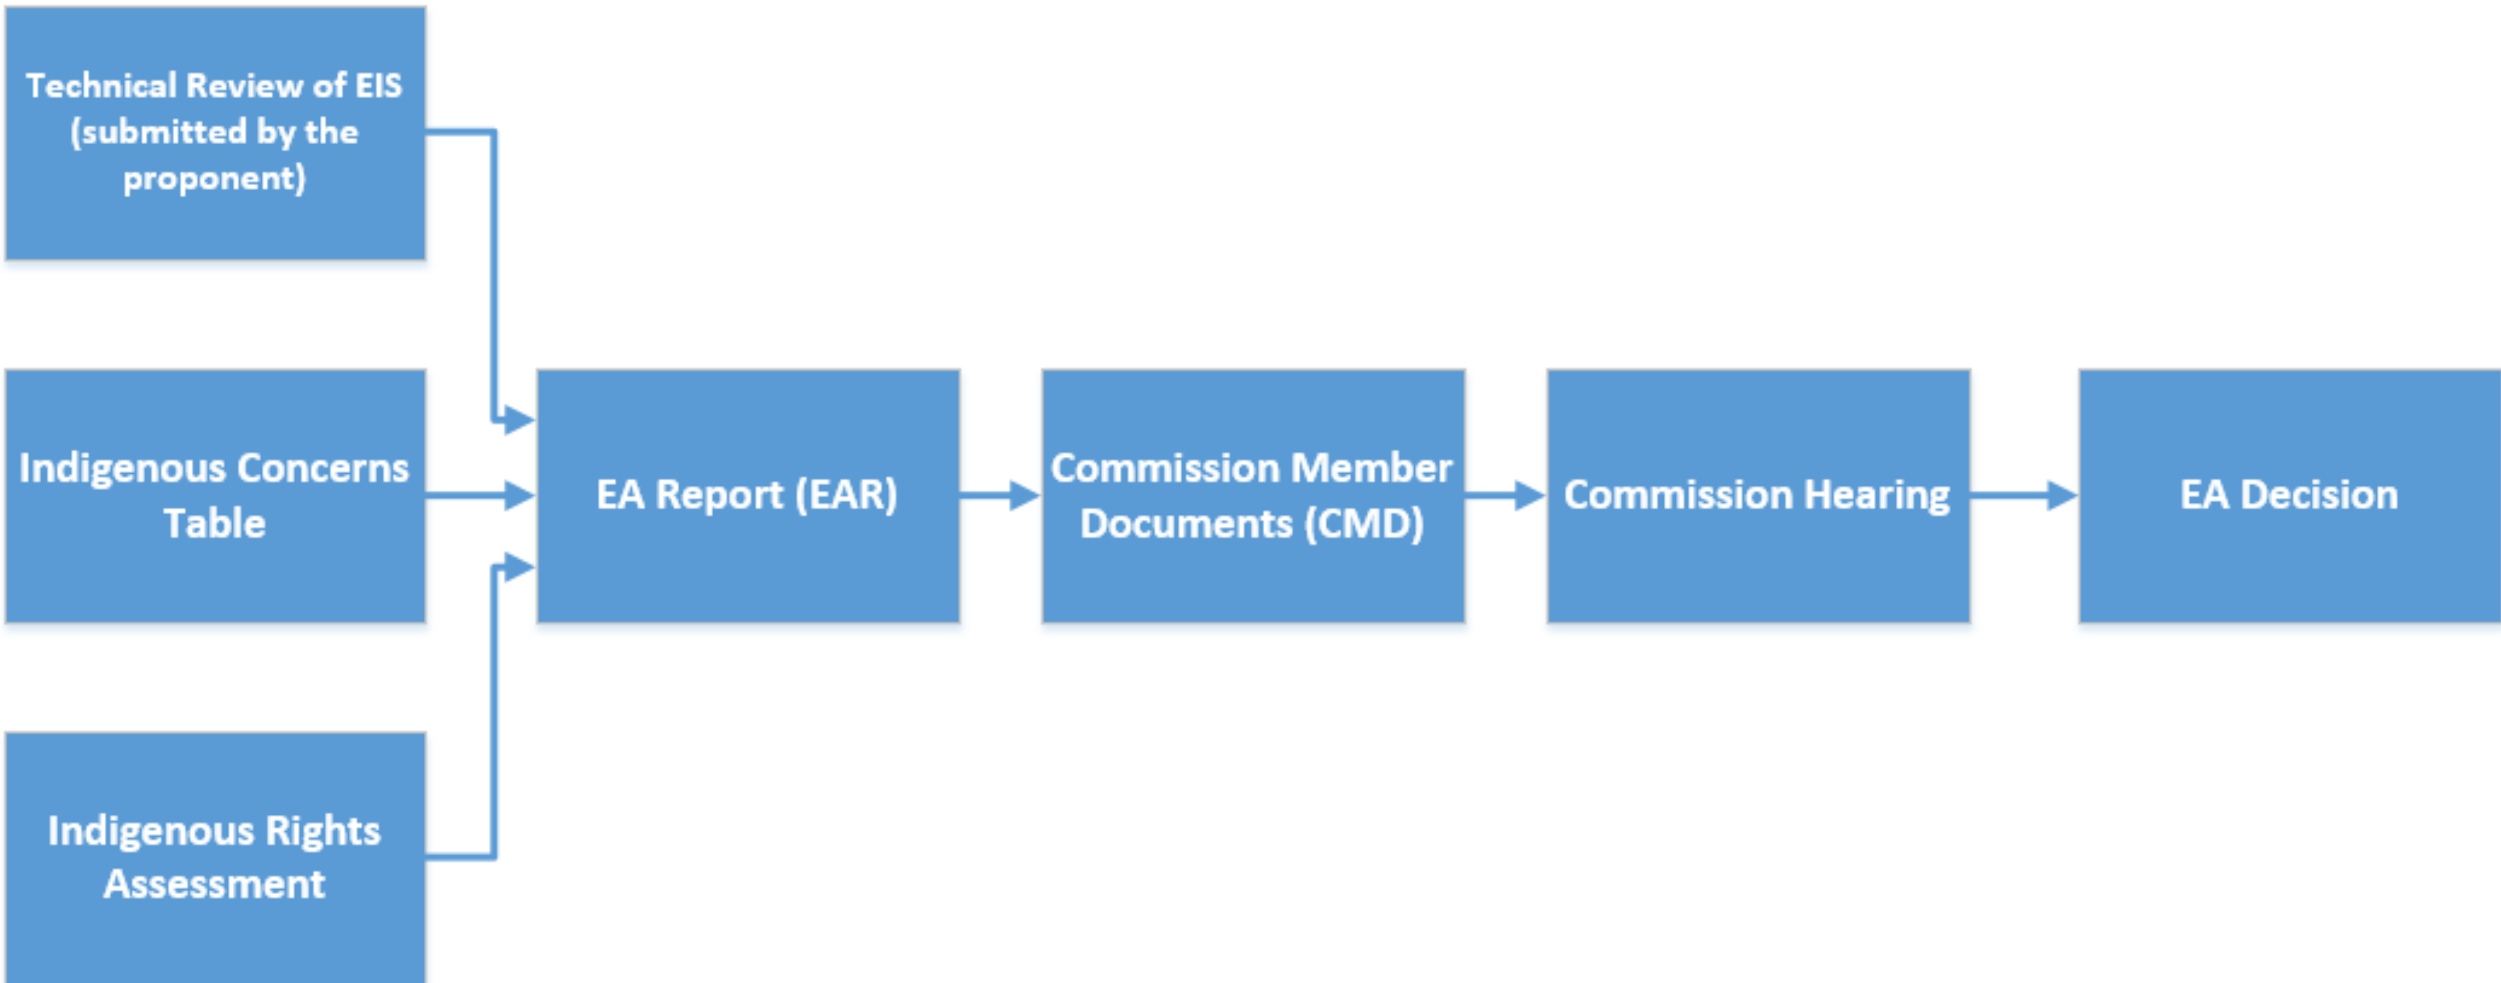 Technical Review of EIS
(submitted by the
proponent)
Indigenous Concerns
Table
Indigenous Rights
Assessment
EA Report (EAR)
Commission Member
Documents (CMD)
Commission Hearing
EA Decision